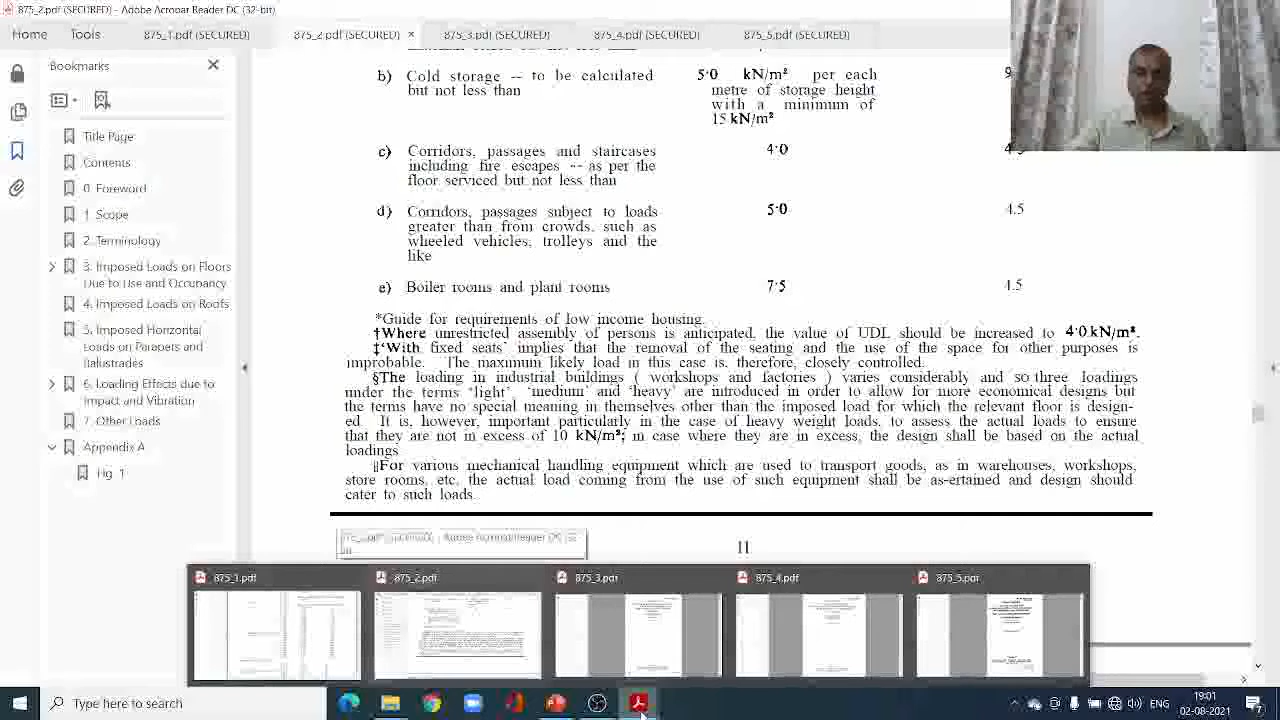 875_2.pdf (SECURED) - Adobe Acrobat Reader DC (32-bit)
Home Tools 875_1.pdf (SECURED) 875_2.pdf (SECURED) × 875_3.pdf (SECURED) 875_4.pdf (SECURED) 875_5.pdf (SECURED)
Bookmarks
Title Page
Contents
0. Foreword
1. Scope
2. Terminology
3. Imposed Loads on Floors
Due to Use and Occupancy
4. Imposed Loads on Roofs
5. Imposed Horizontal
Loads on Parapets and
Balustrades
6. Loading Effects due to
Impact and Vibration
7. Other Loads
Appendix A
Fig. 1
b) Cold storage -- to be calculated 5·0 kN/m² per each 9
but not less than metre of storage height
with a minimum of
15 kN/m²
c) Corridors, passages and staircases 4·0
including fire escapes -- as per the
floor serviced but not less than
d) Corridors, passages subject to loads 5·0 4.5
greater than from crowds, such as
wheeled vehicles, trolleys and the
like
e) Boiler rooms and plant rooms 7·5 4.5
*Guide for requirements of low income housing.
†Where unrestricted assembly of persons is anticipated, the value of UDL should be increased to 4·0 kN/m².
‡'With fixed seats' implies that the removal of the seating and the use of the space for other purposes is
improbable. The maximum likely load in this case is, therefore, closely controlled.
§The loading in industrial buildings ( workshops and factories ) varies considerably and so three loadings
under the terms 'light' 'medium' and 'heavy' are introduced in order to allow for more economical designs but
the terms have no special meaning in themselves other than the imposed load for which the relevant floor is design-
ed. It is, however, important particularly in the case of heavy weight loads, to assess the actual loads to ensure
that they are not in excess of 10 kN/m²; in case where they are in excess, the design shall be based on the actual
loadings.
||For various mechanical handling equipment which are used to transport goods, as in warehouses, workshops,
store rooms, etc, the actual load coming from the use of such equipment shall be as-ertained and design should
cater to such loads.
11
875_1.pdf 875_2.pdf 875_3.pdf 875_4.pdf 875_5.pdf
Type here to search
ENG
19:01
02-08-2021